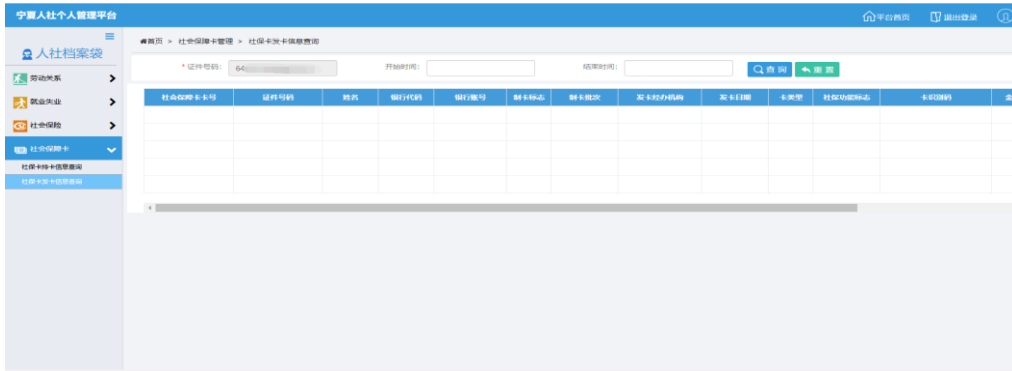 宁夏人社个人管理平台
平台首页 退出登录
人社档案袋
首页 > 社会保障卡管理 > 社保卡发卡信息查询
* 证件号码: 64 开始时间: 结束时间: 查询 重置
劳动关系
就业失业
社会保险
社会保障卡
社保卡持卡信息查询
社保卡发卡信息查询
社会保障卡卡号 证件号码 姓名 银行代码 银行账号 制卡标志 制卡批次 发卡经办机构 发卡日期 卡类型 社保功能标志 卡识别码